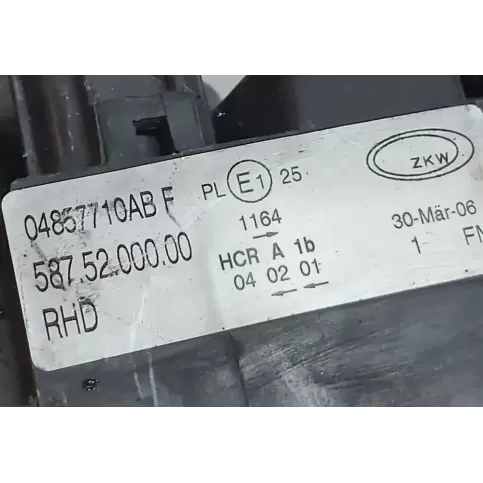 04857710AB F
587.52.000.00
RHD
PL E1 25
1164
→
HCR A 1b
04 02 01
← ←
ZKW
30-Mär-06
1 FN